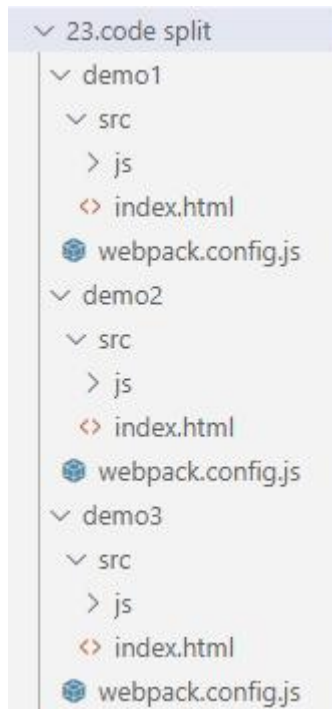 23.code split
demo1
src
js
index.html
webpack.config.js
demo2
src
js
index.html
webpack.config.js
demo3
src
js
index.html
webpack.config.js